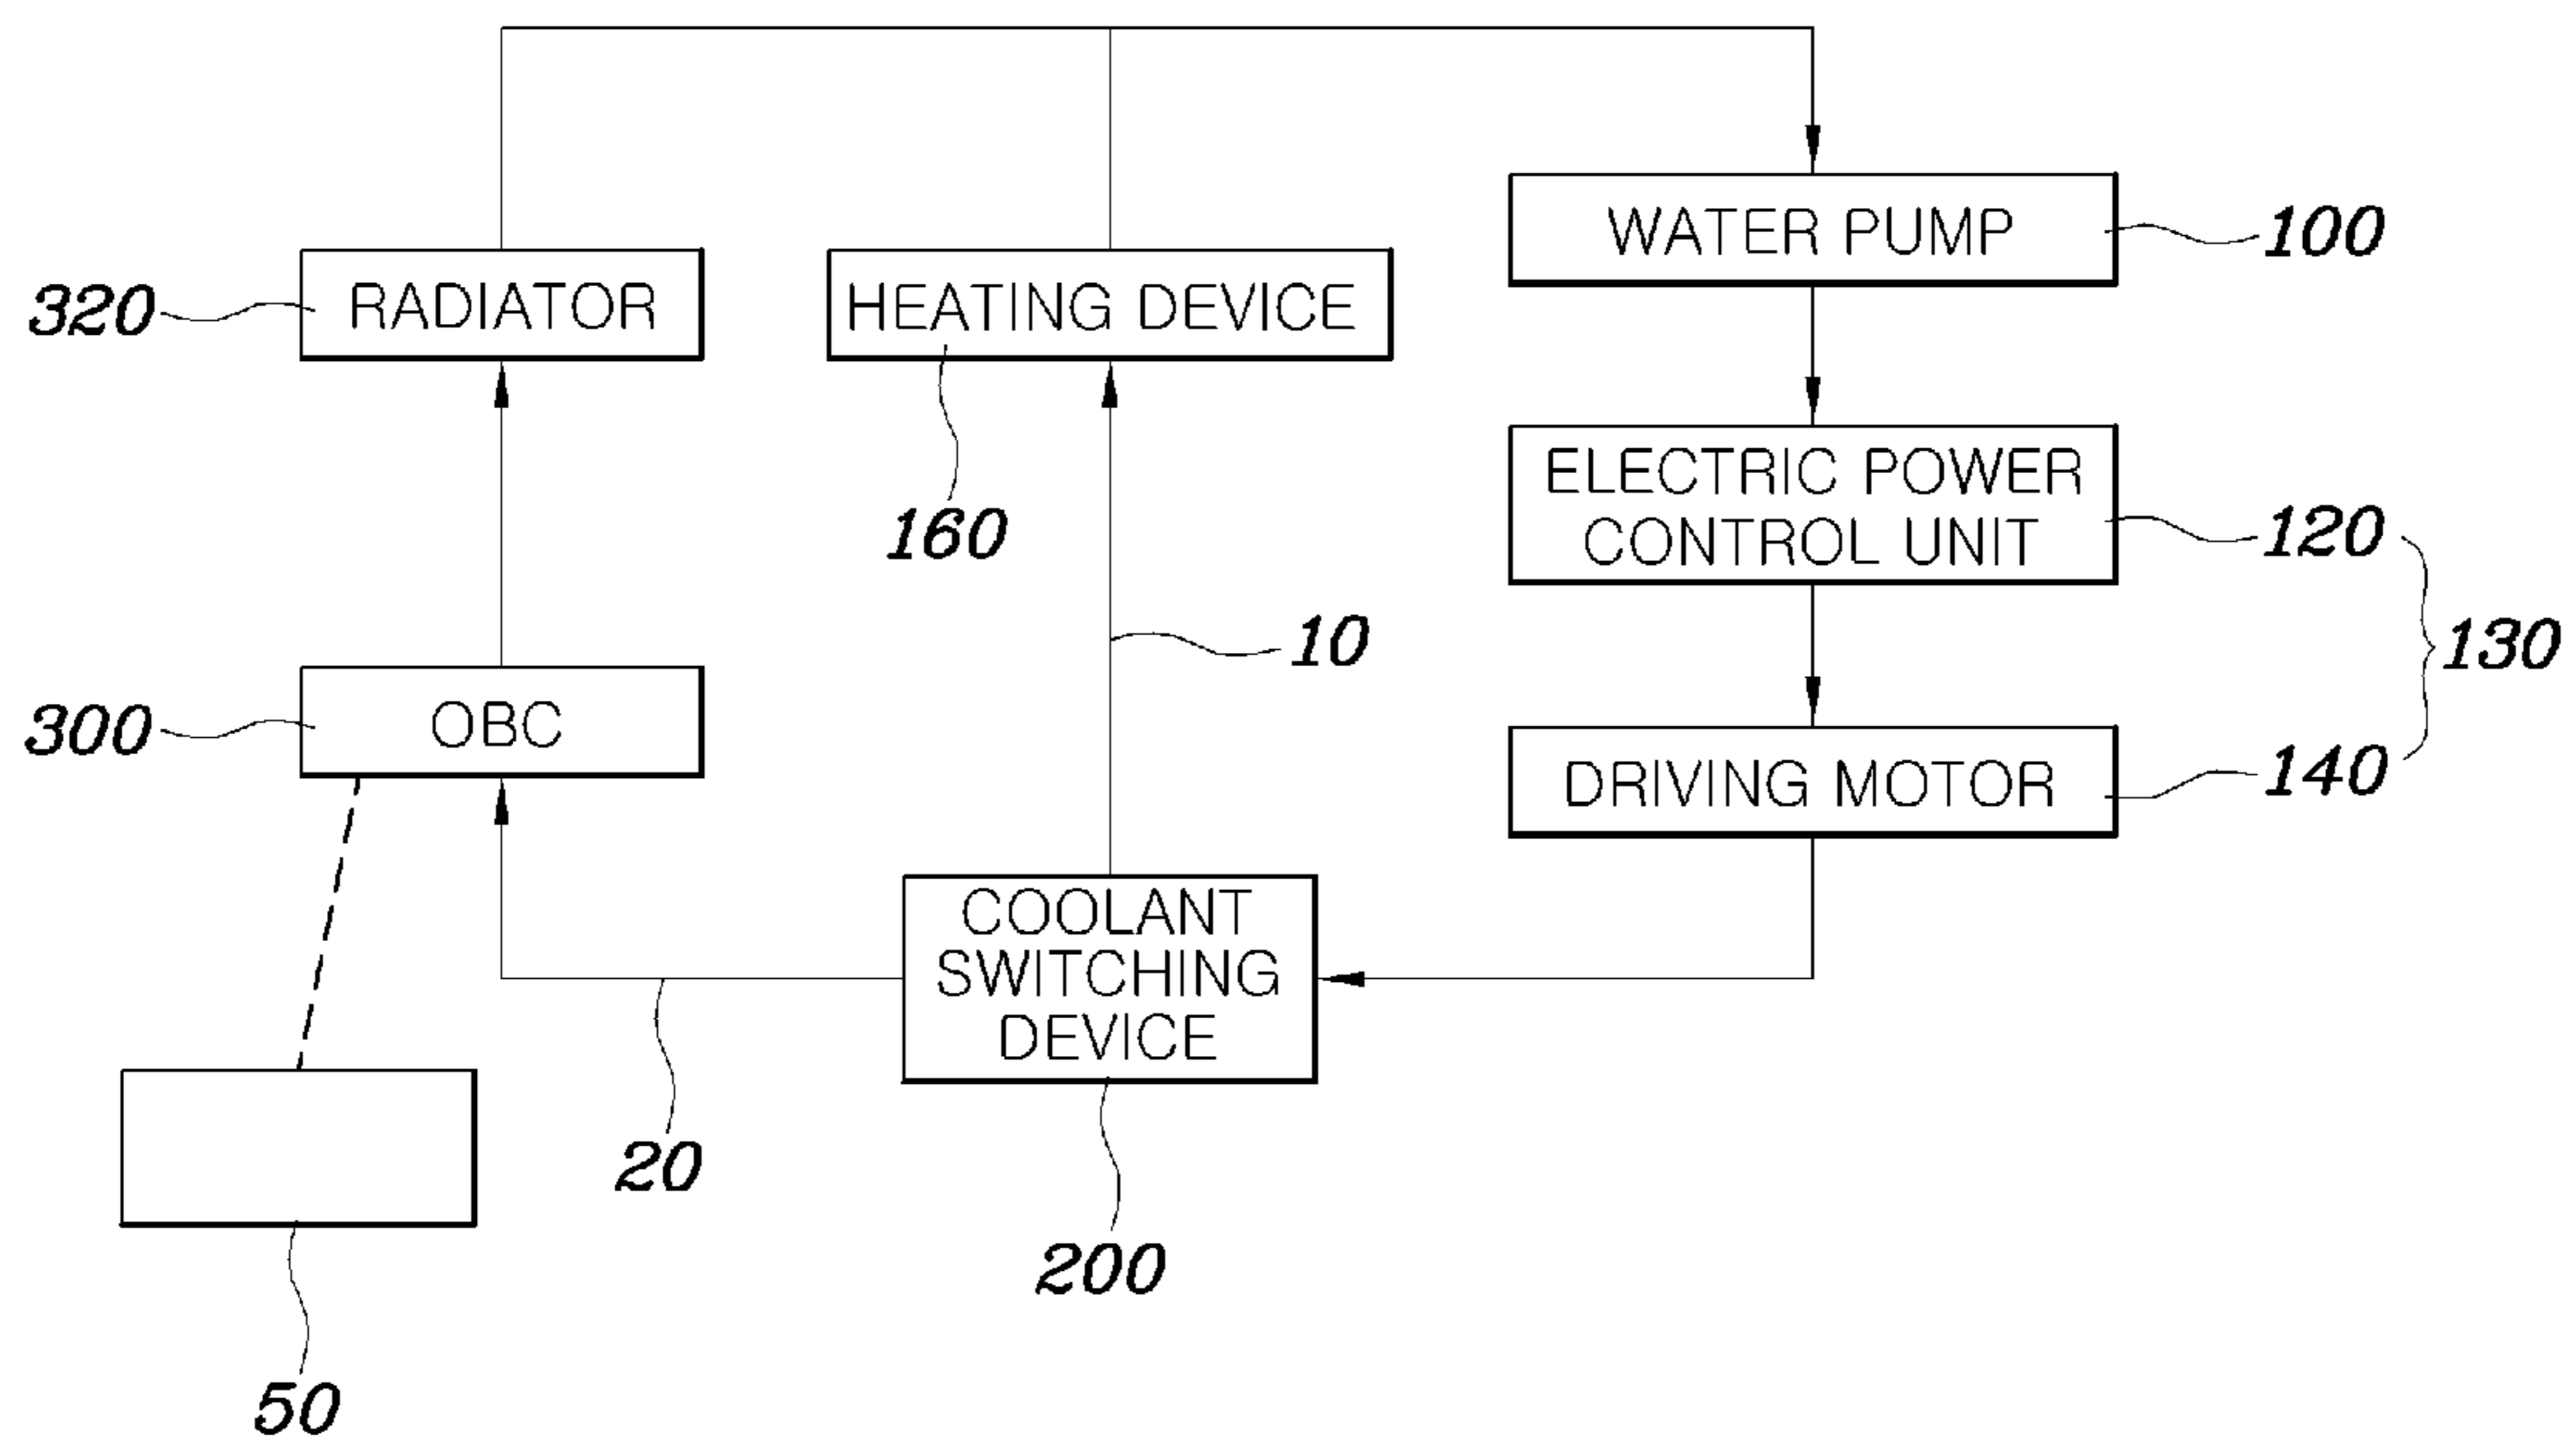 WATER PUMP
100
RADIATOR
320
HEATING DEVICE
160
ELECTRIC POWER
CONTROL UNIT
120
130
10
OBC
300
DRIVING MOTOR
140
COOLANT
SWITCHING
DEVICE
20
200
50